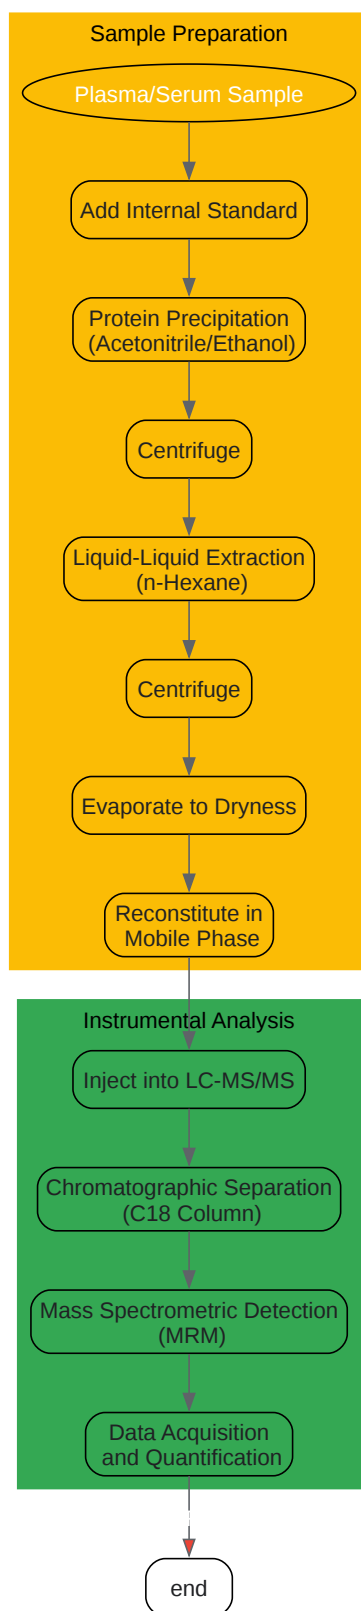 Sample Preparation
Plasma/Serum Sample
Add Internal Standard
Protein Precipitation
(Acetonitrile/Ethanol)
Centrifuge
Liquid-Liquid Extraction
(n-Hexane)
Centrifuge
Evaporate to Dryness
Reconstitute in
Mobile Phase
Instrumental Analysis
Inject into LC-MS/MS
Chromatographic Separation
(C18 Column)
Mass Spectrometric Detection
(MRM)
Data Acquisition
and Quantification
end